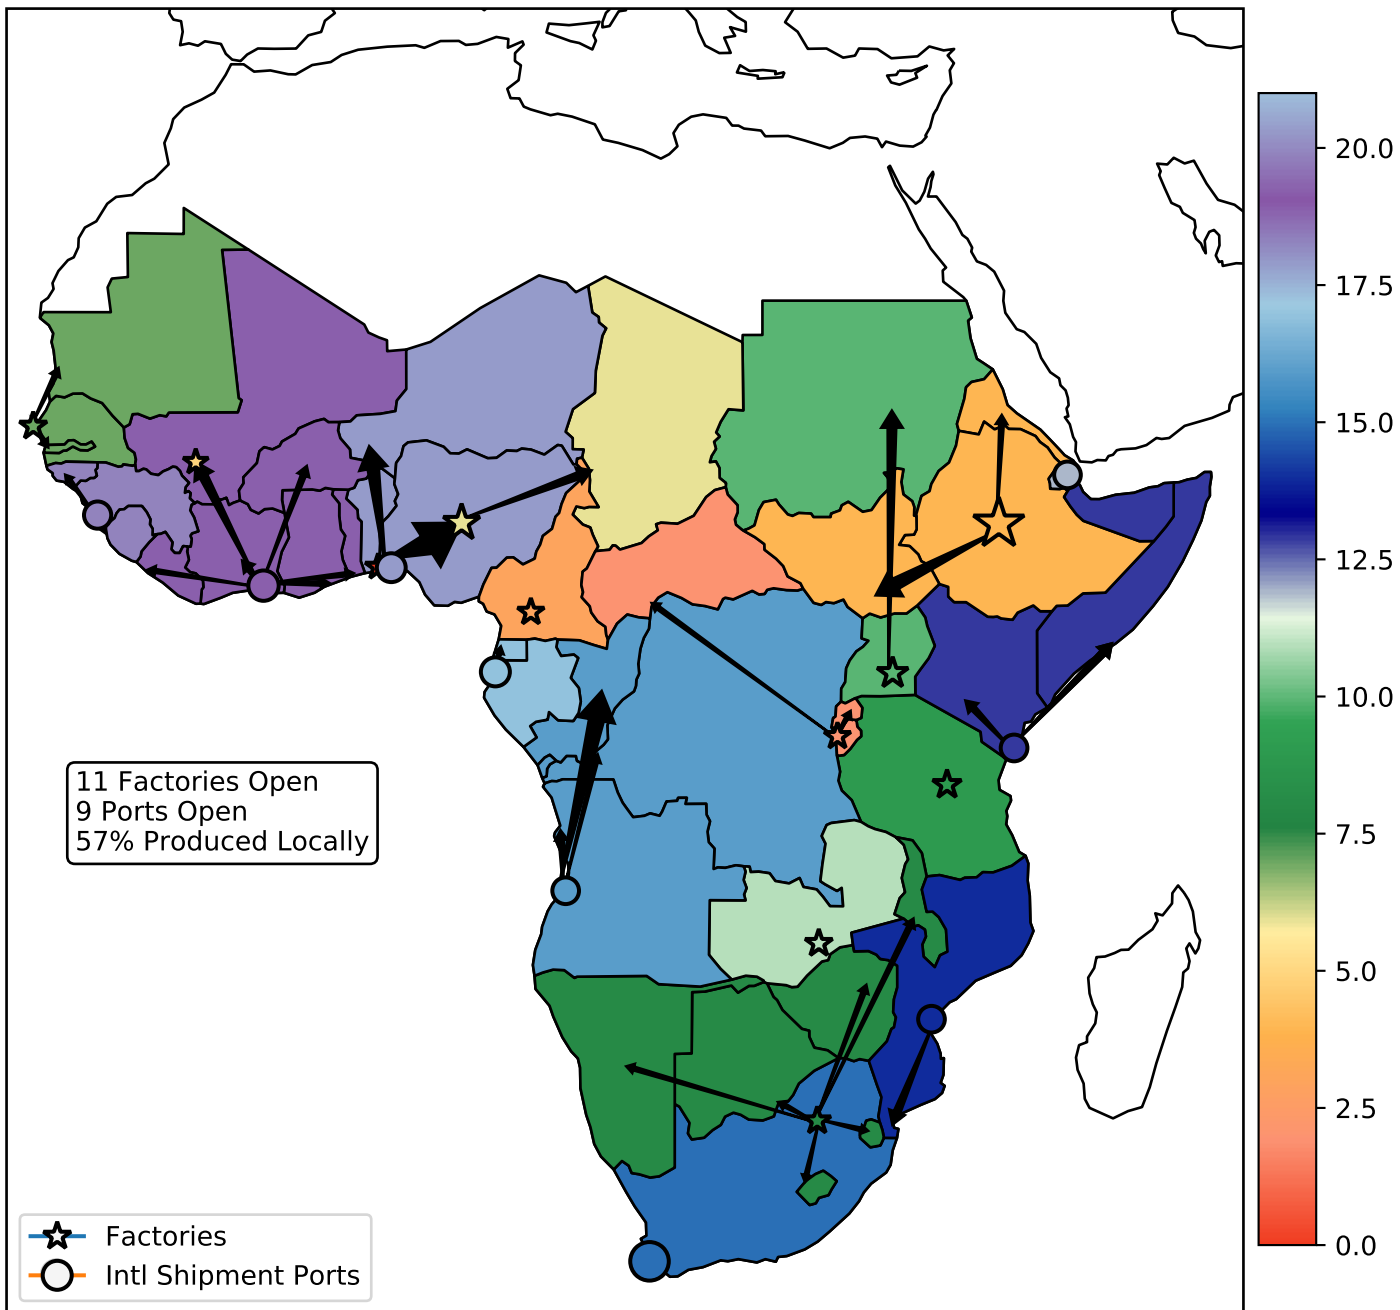 11 Factories Open
9 Ports Open
57% Produced Locally
Factories
Intl Shipment Ports
20.0
17.5
15.0
12.5
10.0
7.5
5.0
2.5
0.0